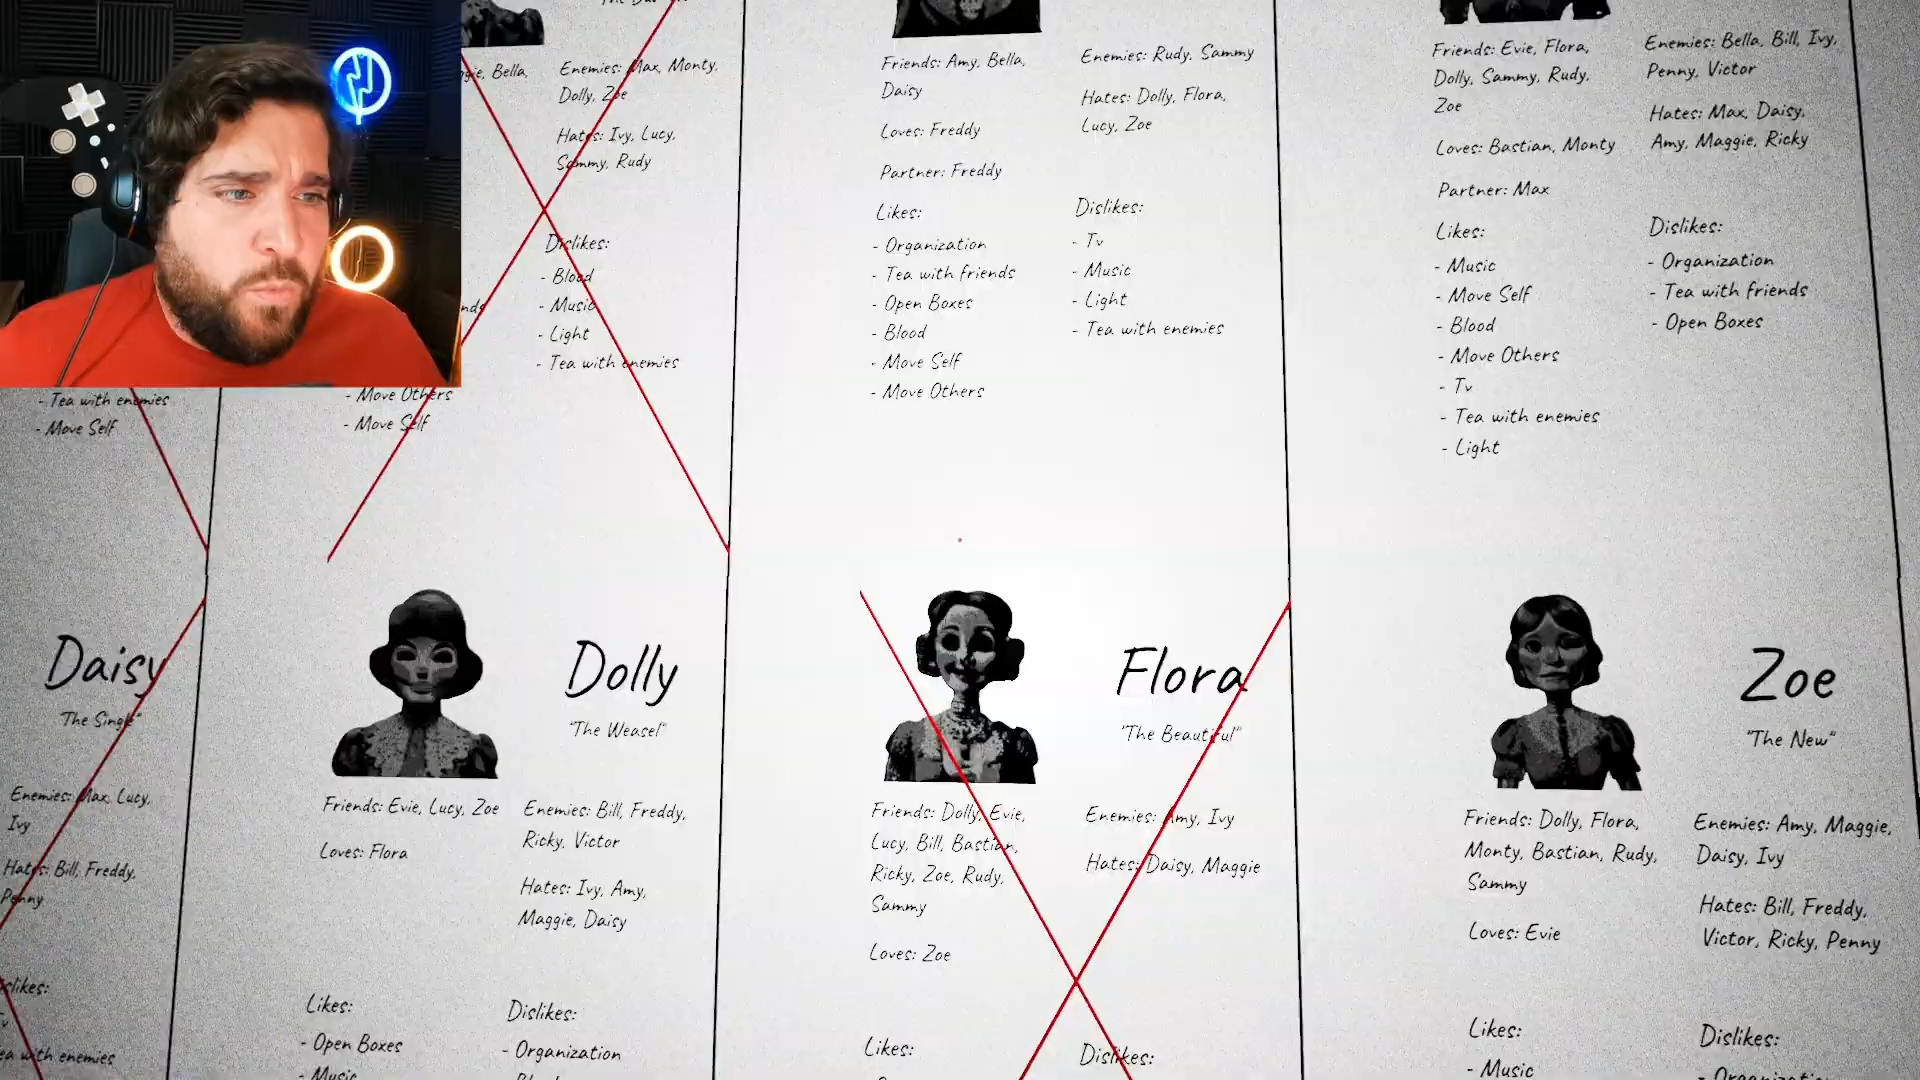 Enemies: Max, Monty,
Dolly, Zoe
Hates: Ivy, Lucy,
Sammy, Rudy
Dislikes:
- Blood
- Music
- Light
- Tea with enemies
- Tea with enemies
- Move Self
- Move Others
- Move Self
Friends: Amy, Bella,
Daisy
Loves: Freddy
Partner: Freddy
Enemies: Rudy, Sammy
Hates: Dolly, Flora,
Lucy, Zoe
Likes:
- Organization
- Tea with friends
- Open Boxes
- Blood
- Move Self
- Move Others
Dislikes:
- Tv
- Music
- Light
- Tea with enemies
Friends: Evie, Flora,
Dolly, Sammy, Rudy,
Zoe
Loves: Bastian, Monty
Partner: Max
Enemies: Bella, Bill, Ivy,
Penny, Victor
Hates: Max, Daisy,
Amy, Maggie, Ricky
Likes:
- Music
- Move Self
- Blood
- Move Others
- Tv
- Tea with enemies
- Light
Dislikes:
- Organization
- Tea with friends
- Open Boxes
Daisy
"The Single"
Enemies: Max, Lucy,
Ivy
Hates: Bill, Freddy,
Penny
Dolly
"The Weasel"
Friends: Evie, Lucy, Zoe
Loves: Flora
Enemies: Bill, Freddy,
Ricky, Victor
Hates: Ivy, Amy,
Maggie, Daisy
Likes:
- Open Boxes
- Music
Dislikes:
- Organization
Flora
"The Beautiful"
Friends: Dolly, Evie,
Lucy, Bill, Bastian,
Ricky, Zoe, Rudy,
Sammy
Loves: Zoe
Enemies: Amy, Ivy
Hates: Daisy, Maggie
Likes:
Dislikes:
Zoe
"The New"
Friends: Dolly, Flora,
Monty, Bastian, Rudy,
Sammy
Loves: Evie
Enemies: Amy, Maggie,
Daisy, Ivy
Hates: Bill, Freddy,
Victor, Ricky, Penny
Likes:
- Music
Dislikes: